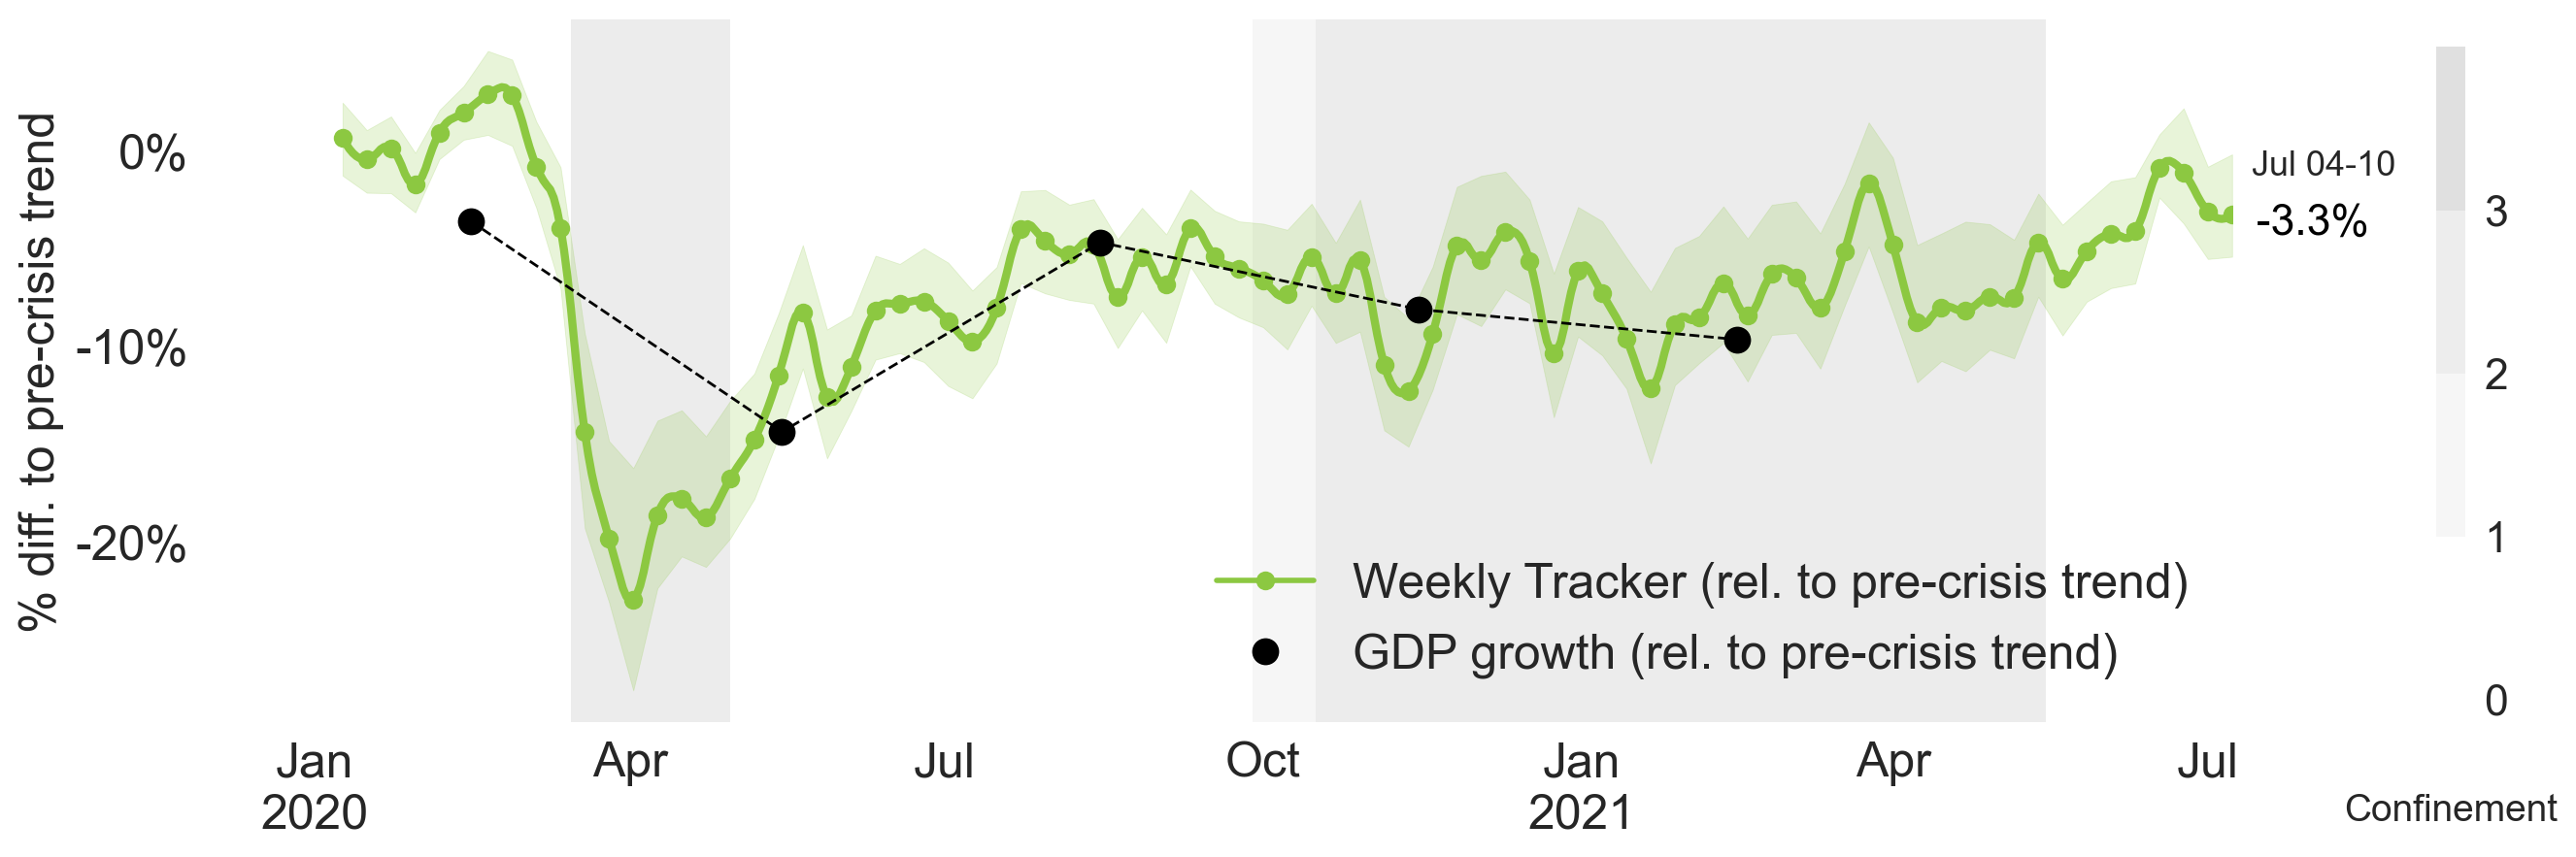 % diff. to pre-crisis trend
0%
-10%
-20%
Jul 04-10
-3.3%
3
2
1
0
Weekly Tracker (rel. to pre-crisis trend)
GDP growth (rel. to pre-crisis trend)
Jan Apr Jul Oct Jan Apr Jul
2020 2021
Confinement